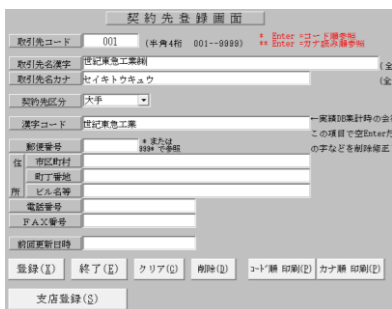 契約先登録画面
取引先コード 001 (半角4桁 001--9999) * Enter =コード順参照
** Enter =カナ読み順参照
取引先名漢字 世紀東急工業㈱ (全
取引先名カナ セイキトウキュウ (全
契約先区分 大手
漢字コード 世紀東急工業 ←実績DB集計時の会
この項目で空Enterだ
郵便番号 * または 999* で参照 の字などを削除修正
住所
市区町村
町丁番地
ビル名等
電話番号
FAX番号
前回更新日時
登録(I) 終了(E) クリア(C) 削除(D) コード順 印刷(P) カナ順 印刷(P)
支店登録(S)